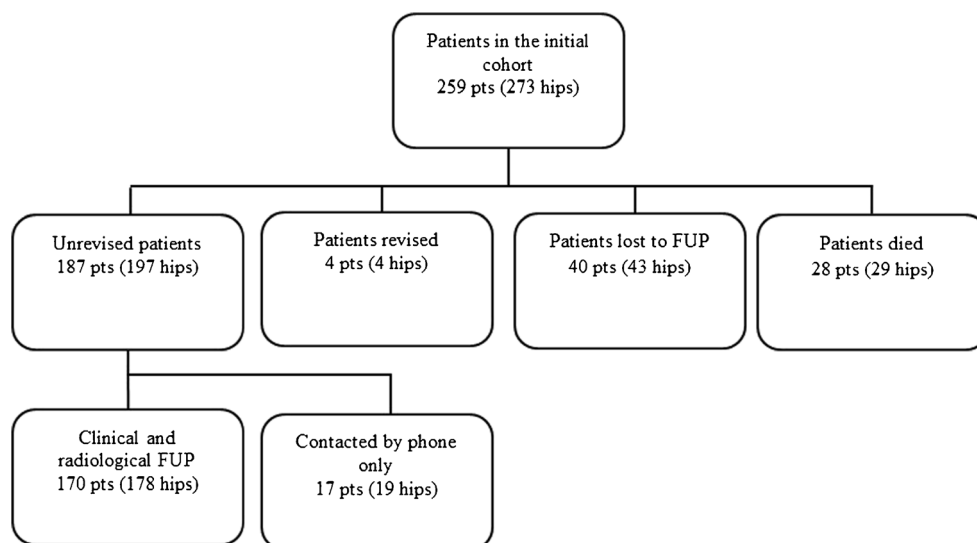 Patients in the initial
cohort
259 pts (273 hips)
Unrevised patients
187 pts (197 hips)
Patients revised
4 pts (4 hips)
Patients lost to FUP
40 pts (43 hips)
Patients died
28 pts (29 hips)
Clinical and
radiological FUP
170 pts (178 hips)
Contacted by phone
only
17 pts (19 hips)